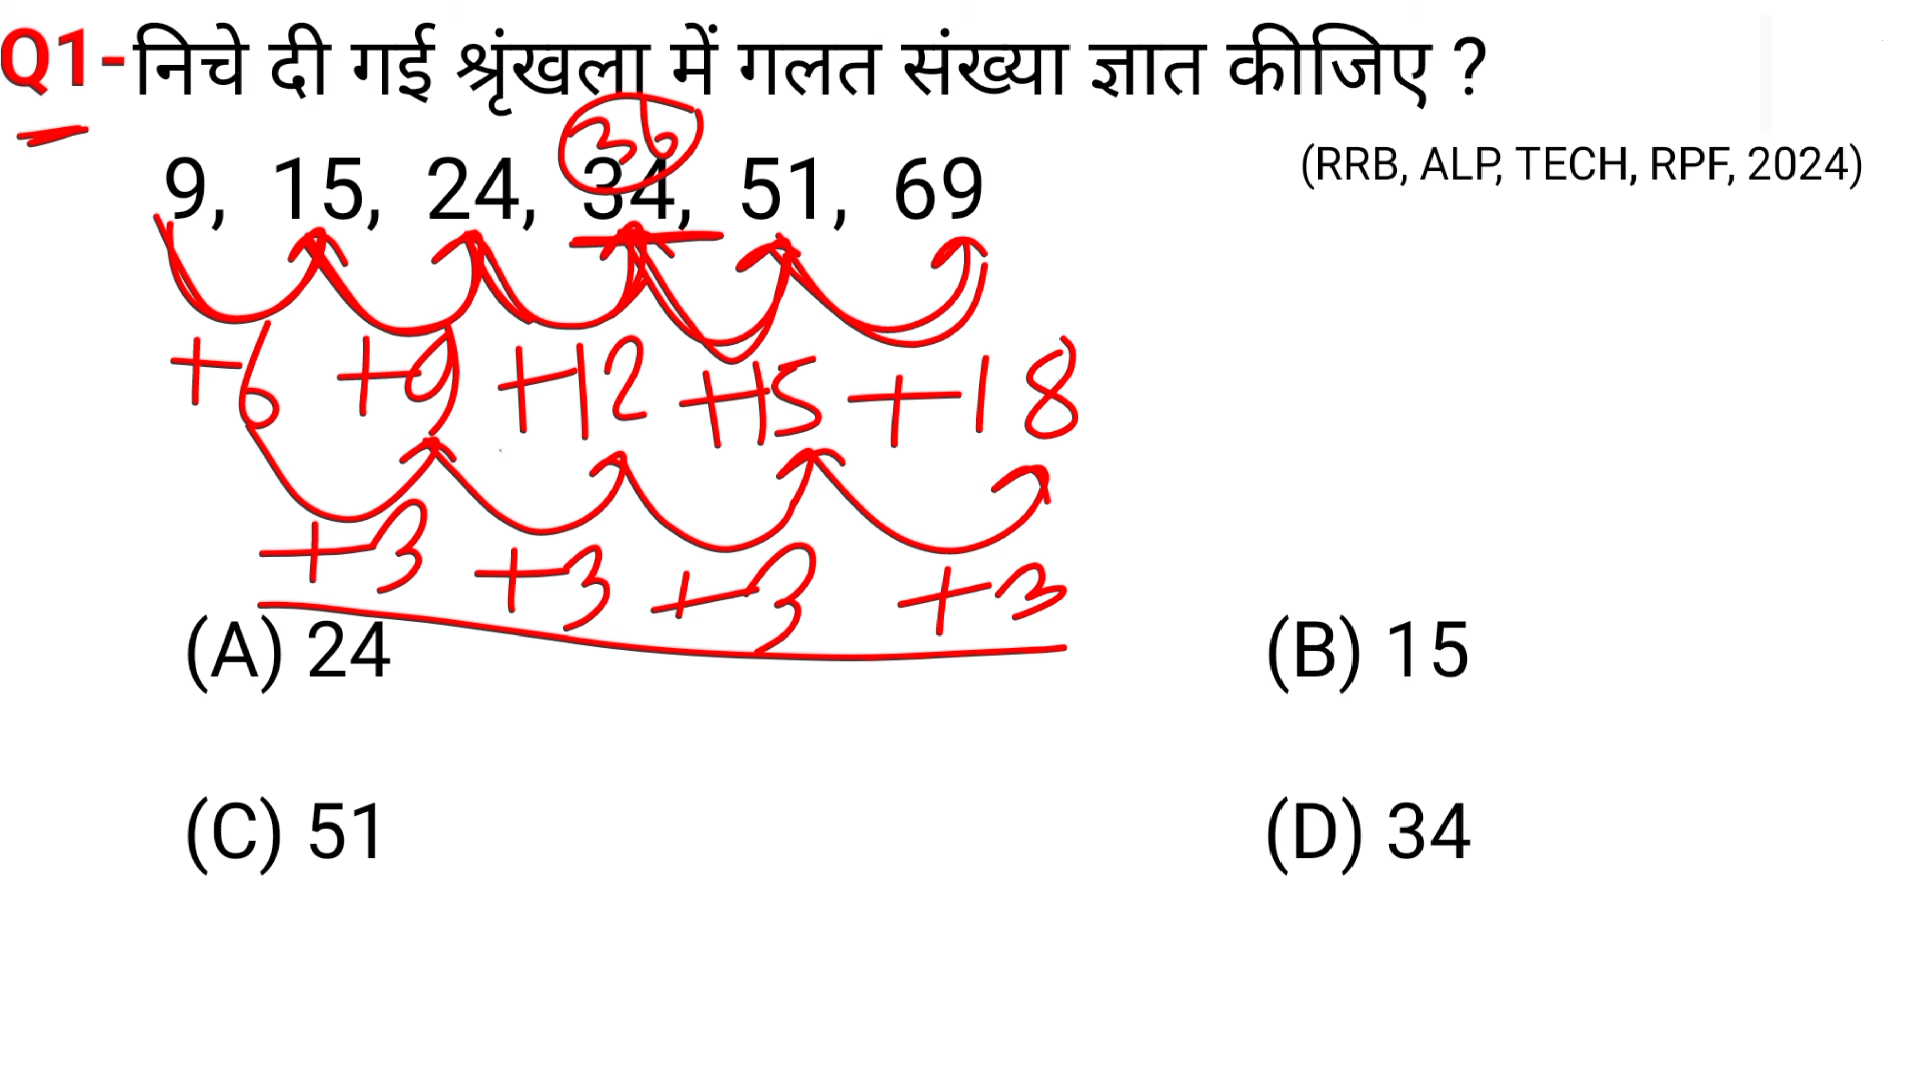 Q1-निचे दी गई श्रृंखला में गलत संख्या ज्ञात कीजिए ?
(RRB, ALP, TECH, RPF, 2024)
36
9, 15, 24, 34, 51, 69
+6 +9 +12 +15 +18
+3 +3 +3 +3
(A) 24 (B) 15
(C) 51 (D) 34